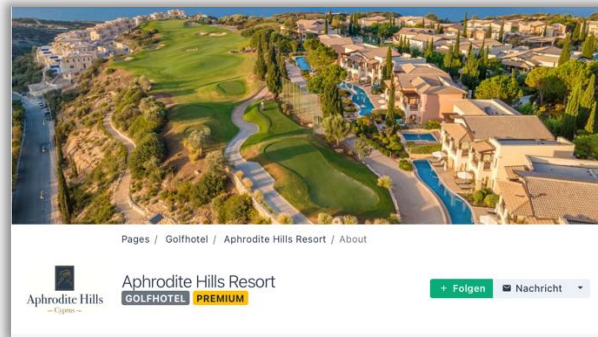 Pages / Golfhotel / Aphrodite Hills Resort / About
Aphrodite Hills
– Cyprus –
Aphrodite Hills Resort
GOLFHOTEL PREMIUM
+ Folgen Nachricht